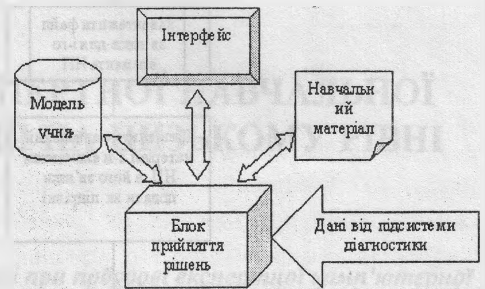 Інтерфейс
Модель
учня
Навчальн
ий
матеріал
Блок
прийняття
рішень
Дані від підсистеми
діагностики